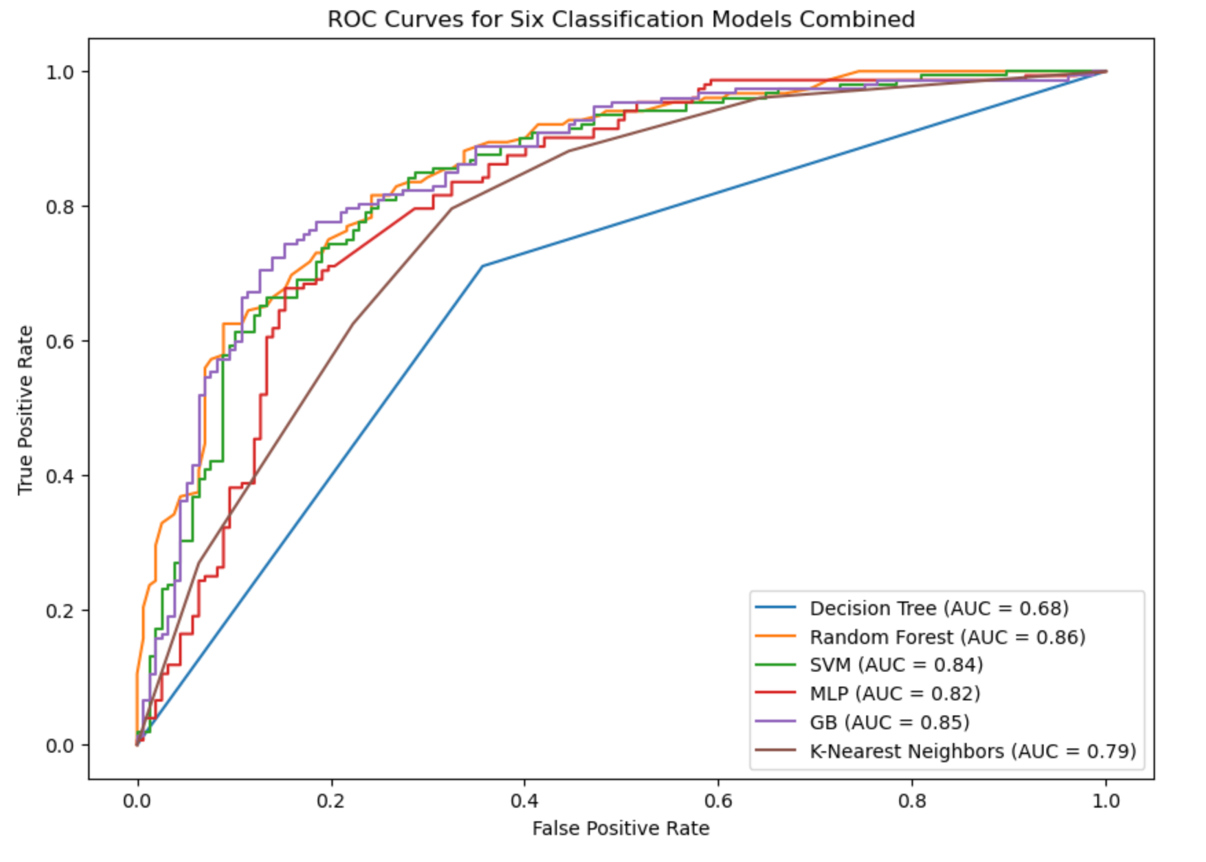 ROC Curves for Six Classification Models Combined
True Positive Rate
1.0
0.8
0.6
0.4
0.2
0.0
Decision Tree (AUC = 0.68)
Random Forest (AUC = 0.86)
SVM (AUC = 0.84)
MLP (AUC = 0.82)
GB (AUC = 0.85)
K-Nearest Neighbors (AUC = 0.79)
0.0 0.2 0.4 0.6 0.8 1.0
False Positive Rate